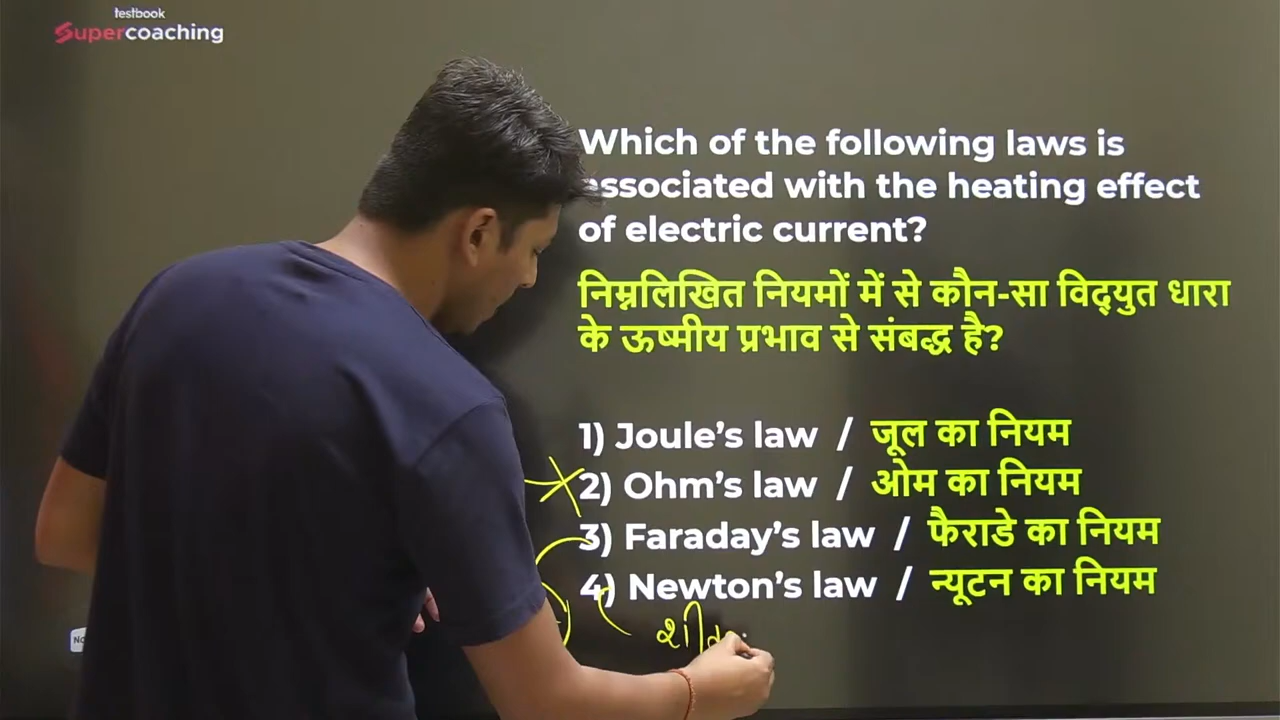 testbook
Supercoaching
Which of the following laws is
associated with the heating effect
of electric current?
निम्नलिखित नियमों में से कौन-सा विद्युत धारा
के ऊष्मीय प्रभाव से संबद्ध है?
1) Joule's law / जूल का नियम
2) Ohm's law / ओम का नियम
3) Faraday's law / फैराडे का नियम
4) Newton's law / न्यूटन का नियम